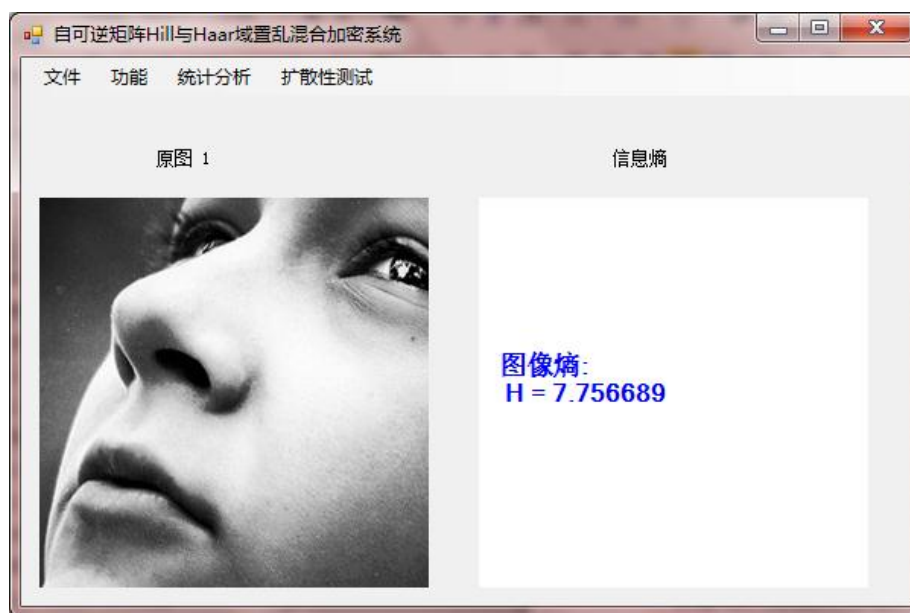 自可逆矩阵Hill与Haar域置乱混合加密系统
文件 功能 统计分析 扩散性测试
原图 1
信息熵
图像熵:
H = 7.756689